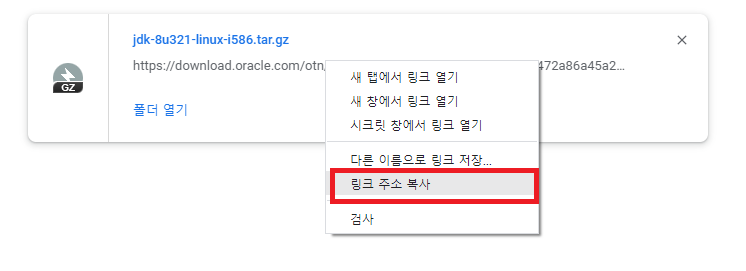 jdk-8u321-linux-i586.tar.gz
https://download.oracle.com/otn/ 472a86a45a2...
GZ
폴더 열기
새 탭에서 링크 열기
새 창에서 링크 열기
시크릿 창에서 링크 열기
다른 이름으로 링크 저장...
링크 주소 복사
검사